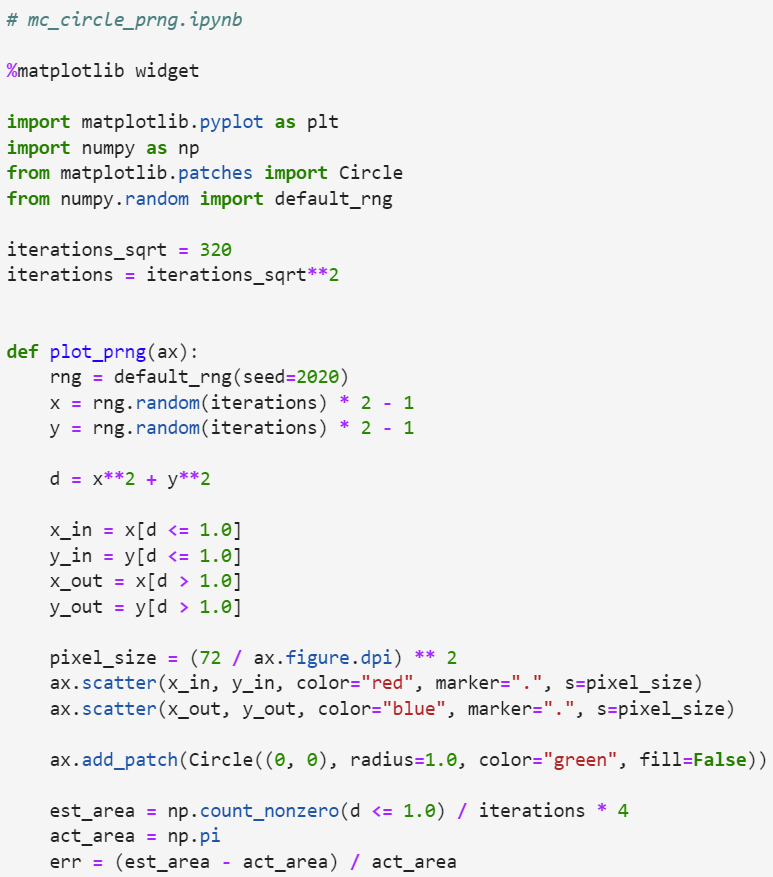 # mc_circle_prng.ipynb
%matplotlib widget
import matplotlib.pyplot as plt
import numpy as np
from matplotlib.patches import Circle
from numpy.random import default_rng
iterations_sqrt = 320
iterations = iterations_sqrt**2
def plot_prng(ax):
    rng = default_rng(seed=2020)
    x = rng.random(iterations) * 2 - 1
    y = rng.random(iterations) * 2 - 1
    d = x**2 + y**2
    x_in = x[d <= 1.0]
    y_in = y[d <= 1.0]
    x_out = x[d > 1.0]
    y_out = y[d > 1.0]
    pixel_size = (72 / ax.figure.dpi) ** 2
    ax.scatter(x_in, y_in, color="red", marker=".", s=pixel_size)
    ax.scatter(x_out, y_out, color="blue", marker=".", s=pixel_size)
    ax.add_patch(Circle((0, 0), radius=1.0, color="green", fill=False))
    est_area = np.count_nonzero(d <= 1.0) / iterations * 4
    act_area = np.pi
    err = (est_area - act_area) / act_area